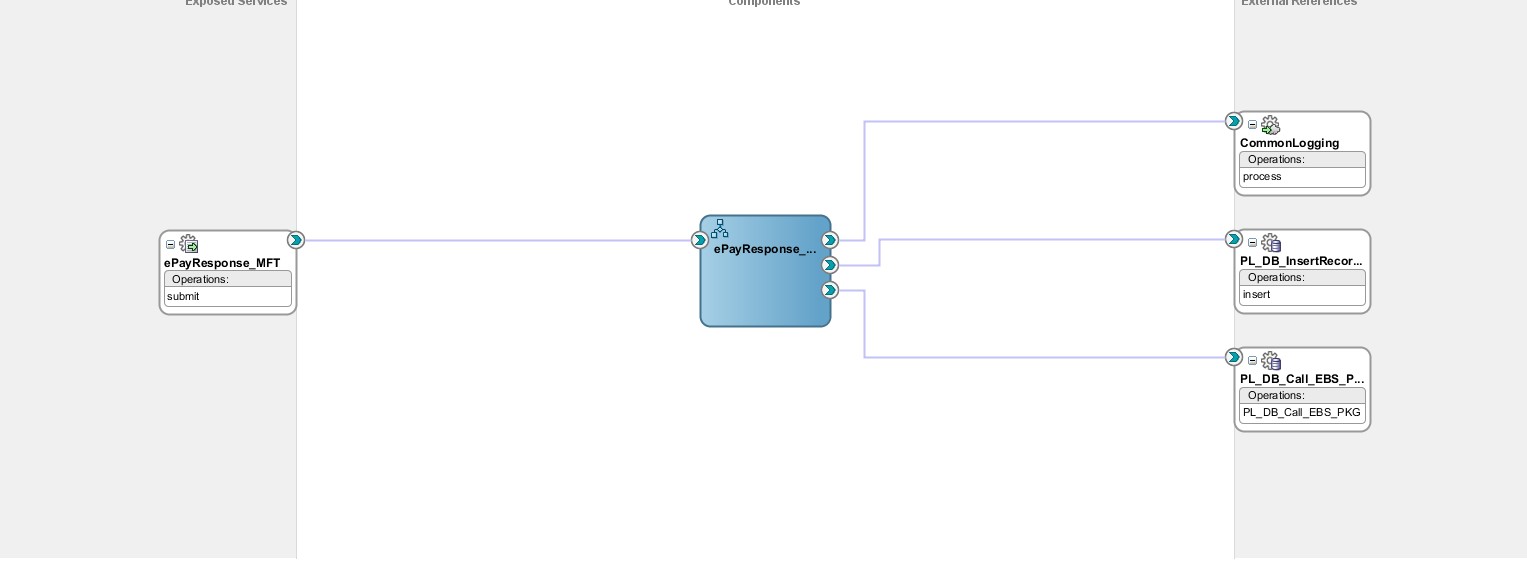 Exposed Services
Components
External References
CommonLogging
Operations:
process
ePayResponse_MFT
Operations:
submit
ePayResponse_...
PL_DB_InsertRecor...
Operations:
insert
PL_DB_Call_EBS_P...
Operations:
PL_DB_Call_EBS_PKG